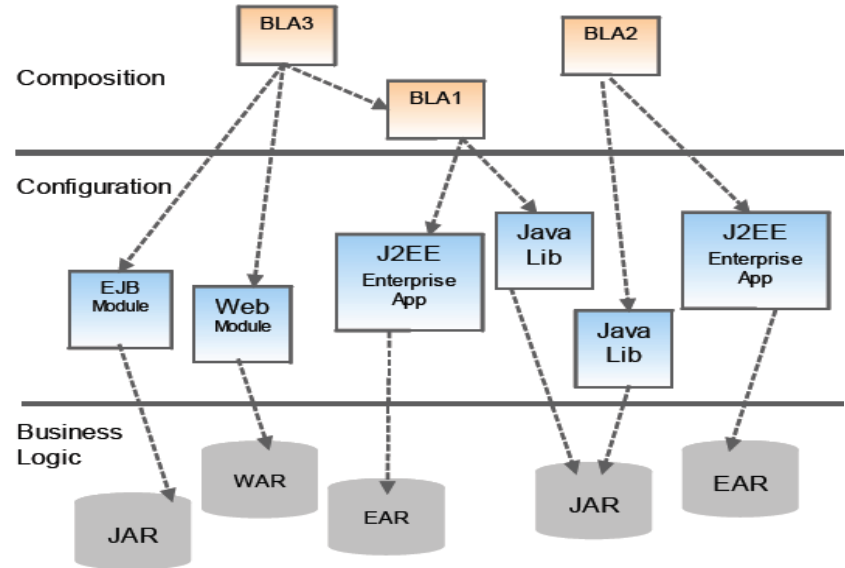 BLA3
BLA2
Composition
BLA1
Configuration
J2EE
Enterprise
App
Java
Lib
J2EE
Enterprise
App
EJB
Module
Web
Module
Java
Lib
Business
Logic
WAR
EAR
JAR
EAR
JAR